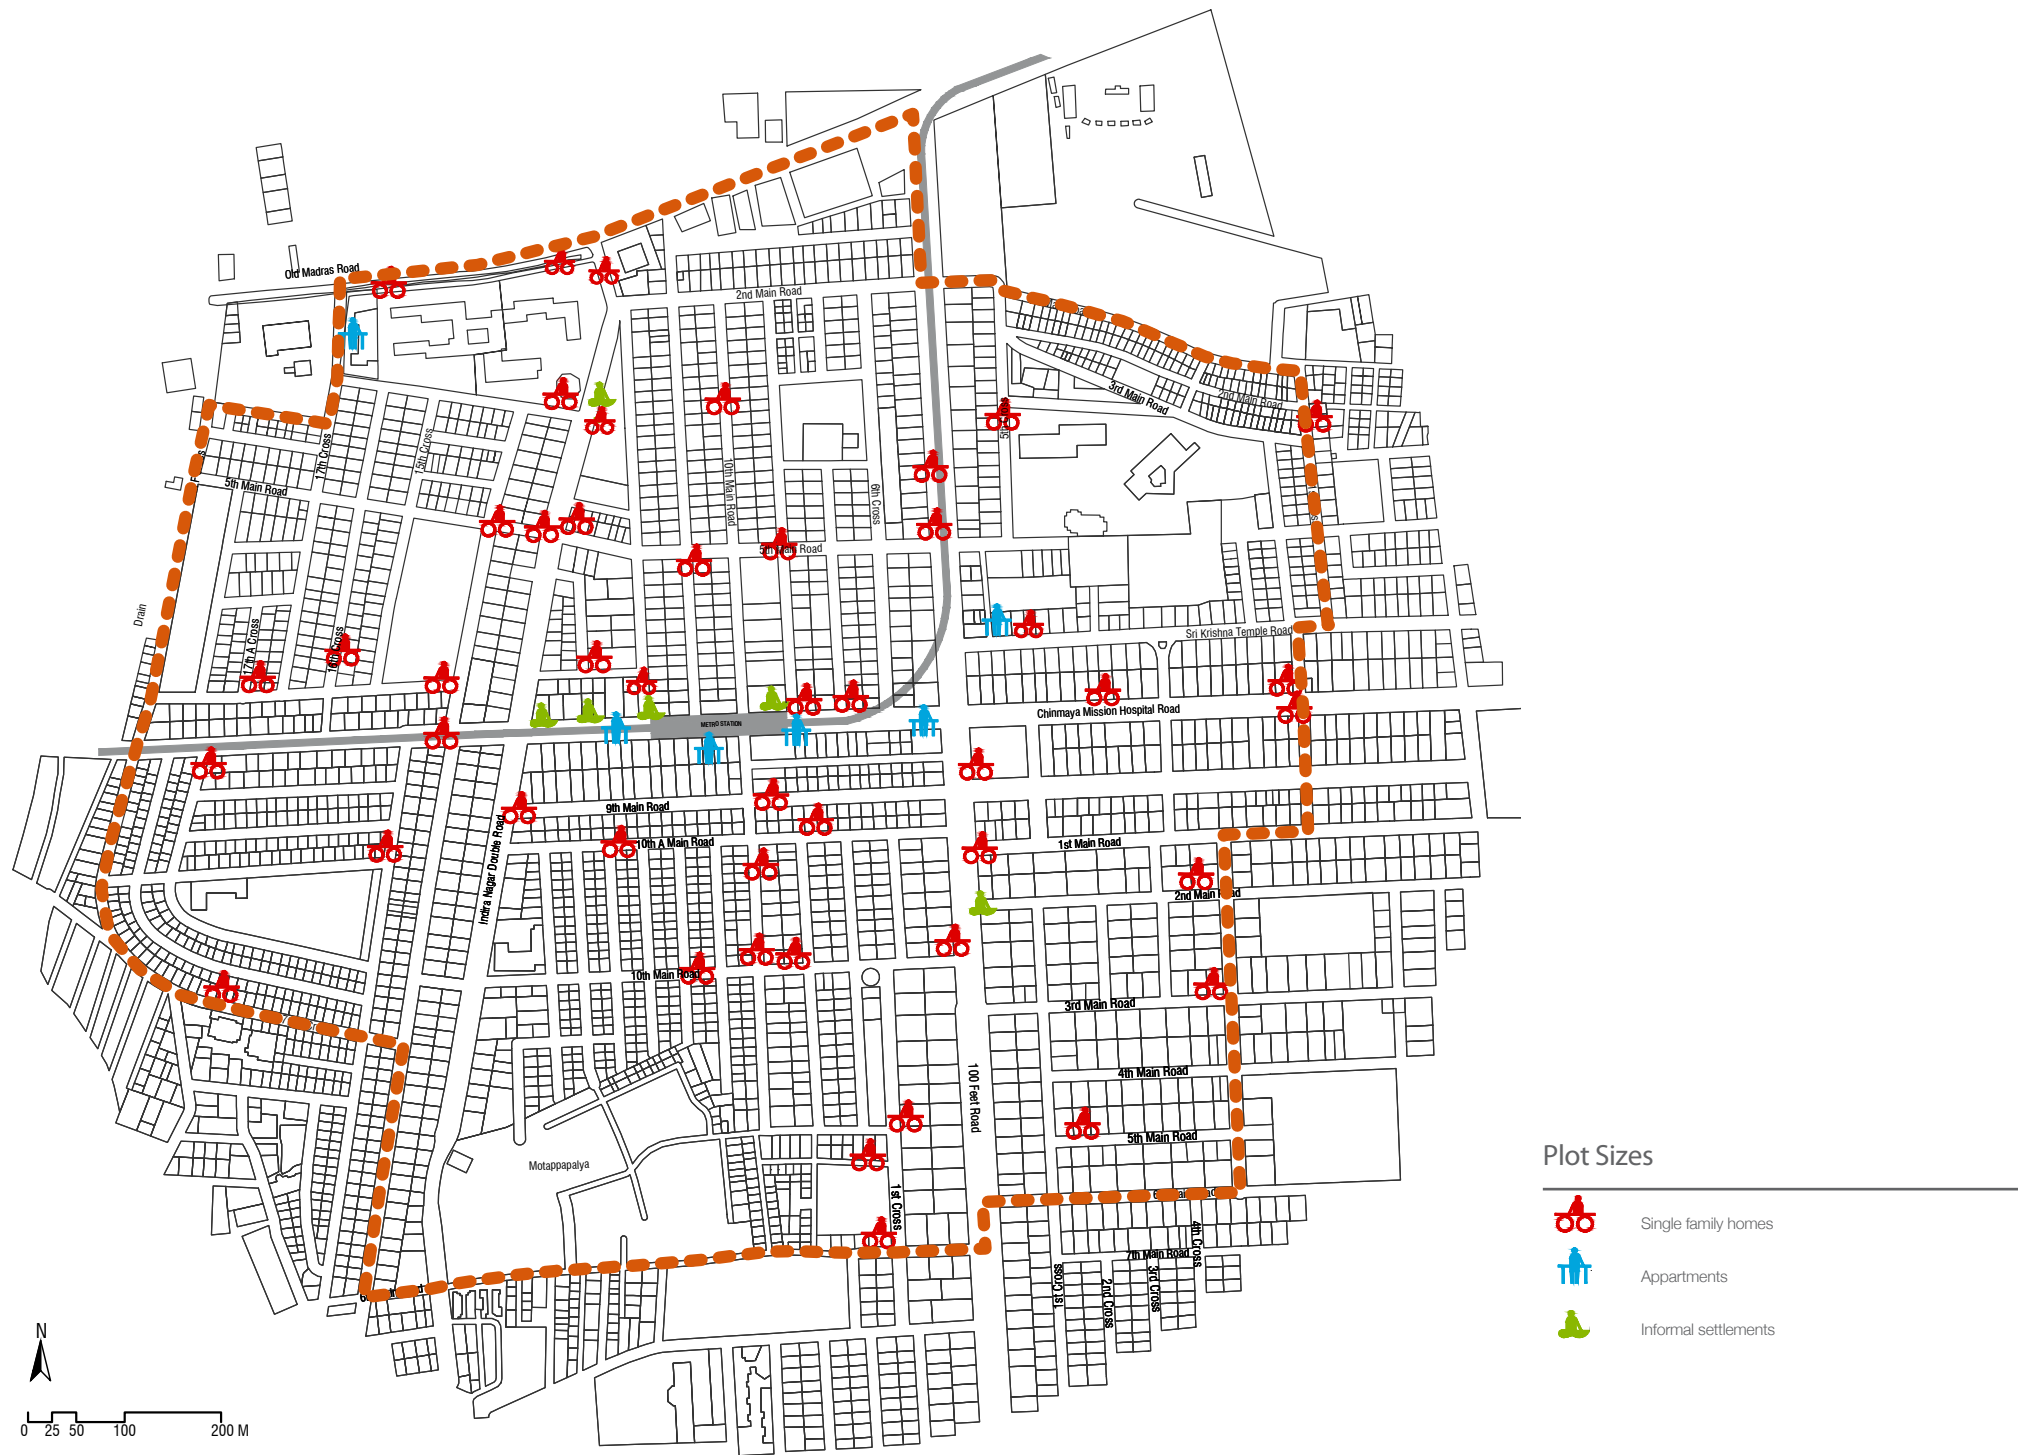 Old Madras Road
2nd Main Road
3rd Main Road
2nd Main Road
5th Cross
17th Cross
15th Cross
5th Main Road
10th Main Road
6th Cross
5th Main Road
Drain
17th A Cross
16th Cross
Sri Krishna Temple Road
Chinmaya Mission Hospital Road
METRO STATION
9th Main Road
10th A Main Road
Indira Nagar Double Road
1st Main Road
2nd Main Road
10th Main Road
3rd Main Road
100 Feet Road
4th Main Road
5th Main Road
Motappapalya
1st Cross
4th Cross
7th Main Road
1st Cross
2nd Cross
3rd Cross
Plot Sizes
Single family homes
Appartments
Informal settlements
N
0 25 50 100 200 M